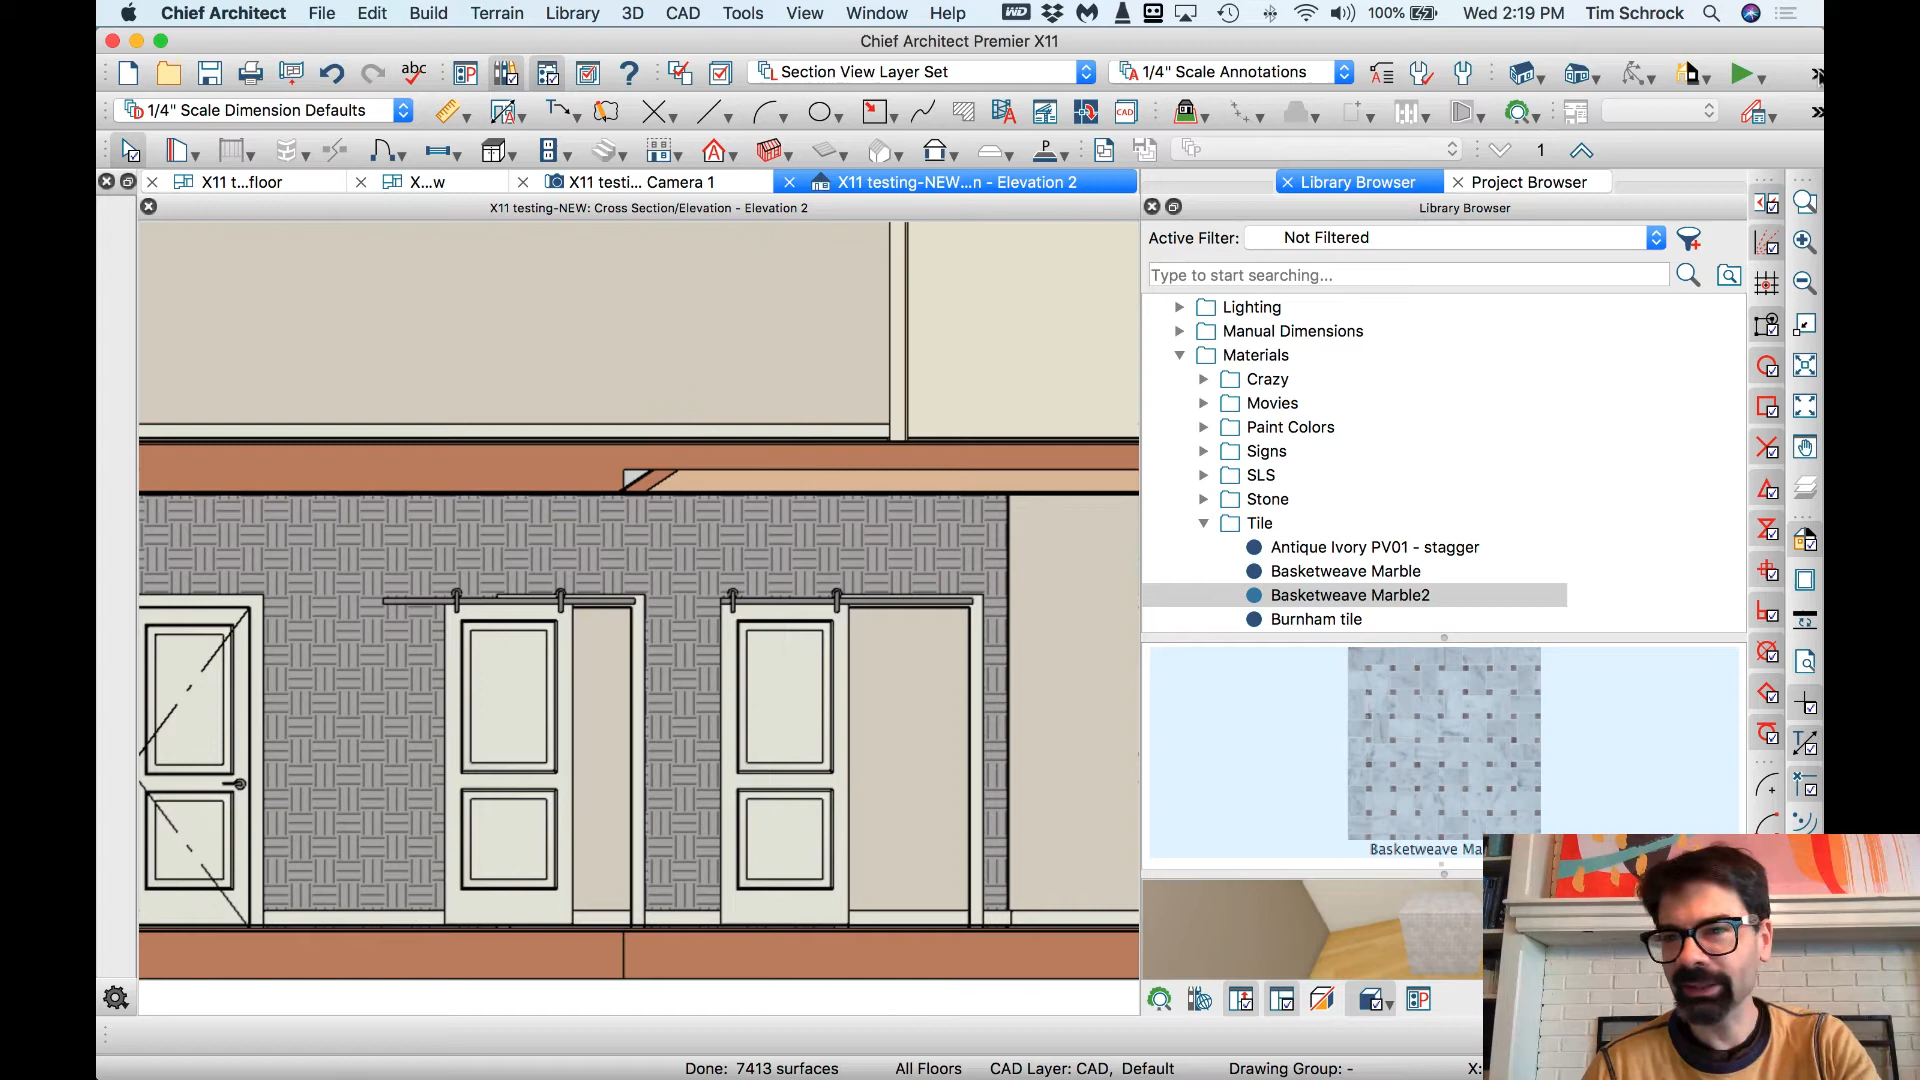 Chief Architect File Edit Build Terrain Library 3D CAD Tools View Window Help 100% Wed 2:19 PM Tim Schrock
Chief Architect Premier X11
abc Section View Layer Set 1/4" Scale Annotations
1/4" Scale Dimension Defaults
1
X11 t...floor X...w X11 testi... Camera 1 X11 testing-NEW...n - Elevation 2 Library Browser Project Browser
X11 testing-NEW: Cross Section/Elevation - Elevation 2
Library Browser
Active Filter: Not Filtered
Type to start searching...
Lighting
Manual Dimensions
Materials
Crazy
Movies
Paint Colors
Signs
SLS
Stone
Tile
Antique Ivory PV01 - stagger
Basketweave Marble
Basketweave Marble2
Burnham tile
Basketweave Ma
Done: 7413 surfaces All Floors CAD Layer: CAD, Default Drawing Group: - X: